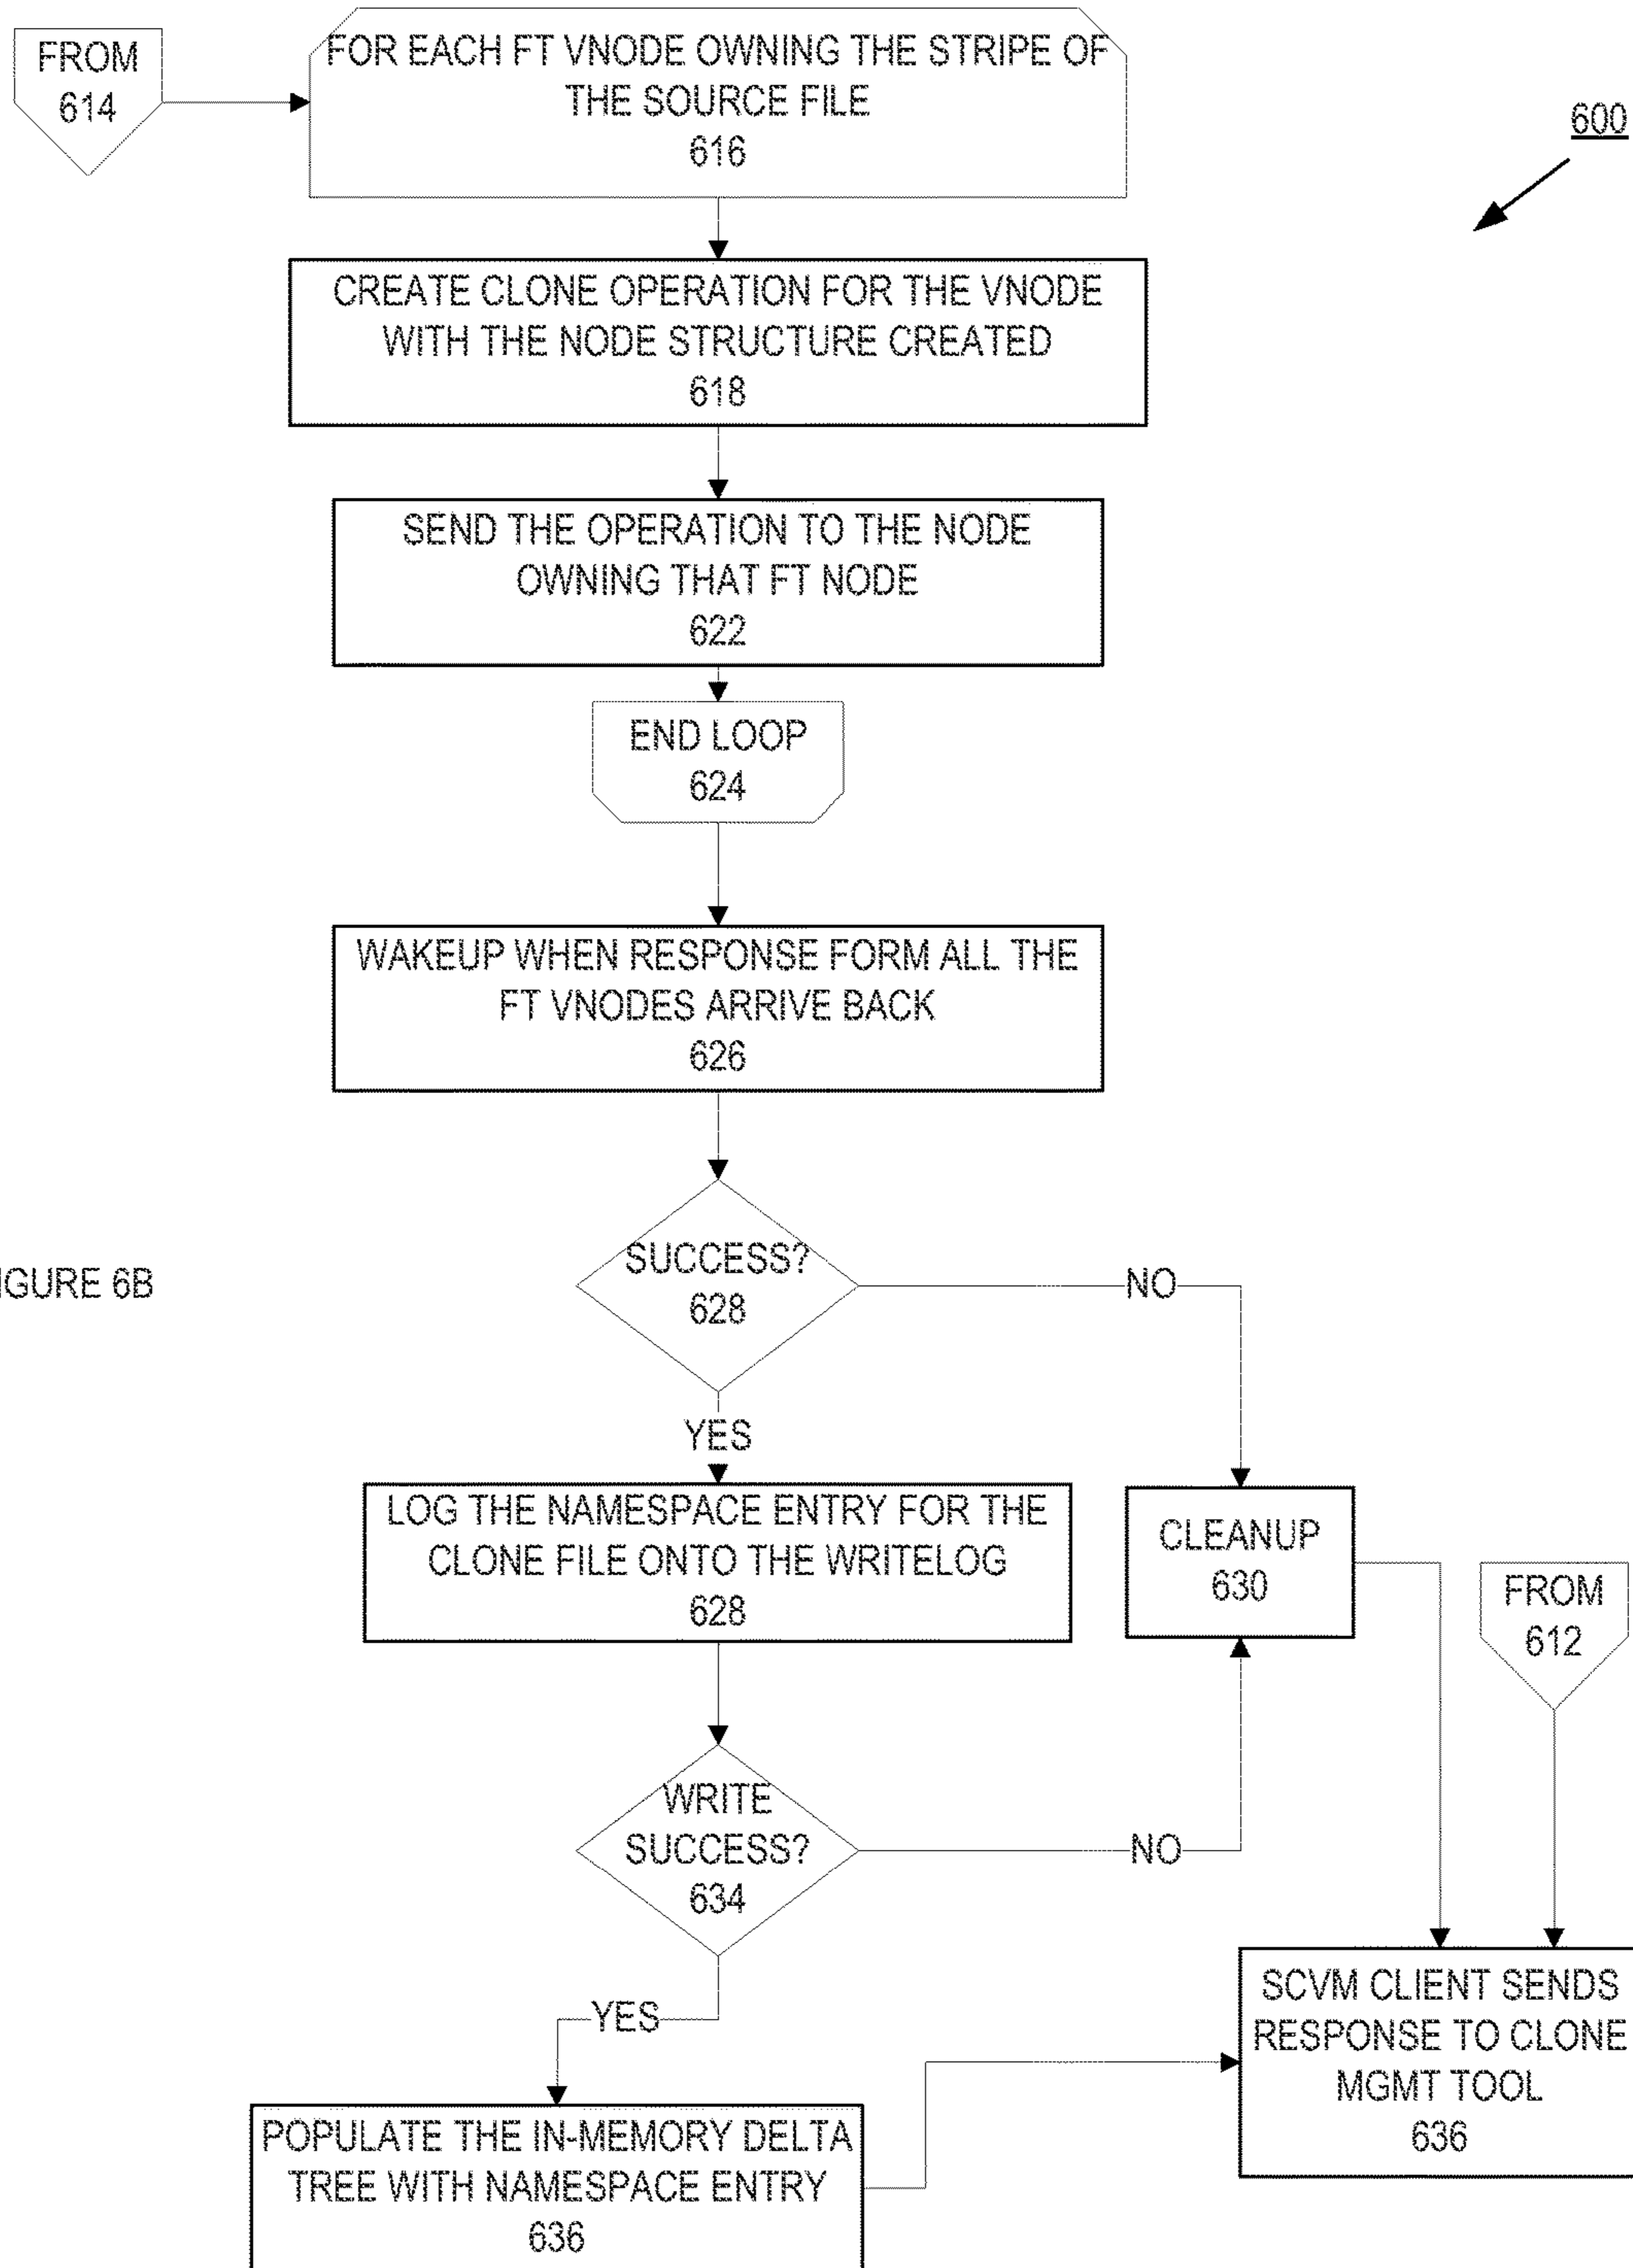 FROM
614
FOR EACH FT VNODE OWNING THE STRIPE OF
THE SOURCE FILE
616
600
CREATE CLONE OPERATION FOR THE VNODE
WITH THE NODE STRUCTURE CREATED
618
SEND THE OPERATION TO THE NODE
OWNING THAT FT NODE
622
END LOOP
624
WAKEUP WHEN RESPONSE FORM ALL THE
FT VNODES ARRIVE BACK
626
SUCCESS?
628
NO
IGURE 6B
YES
LOG THE NAMESPACE ENTRY FOR THE
CLONE FILE ONTO THE WRITELOG
628
CLEANUP
630
FROM
612
WRITE
SUCCESS?
634
NO
YES
SCVM CLIENT SENDS
RESPONSE TO CLONE
MGMT TOOL
636
POPULATE THE IN-MEMORY DELTA
TREE WITH NAMESPACE ENTRY
636